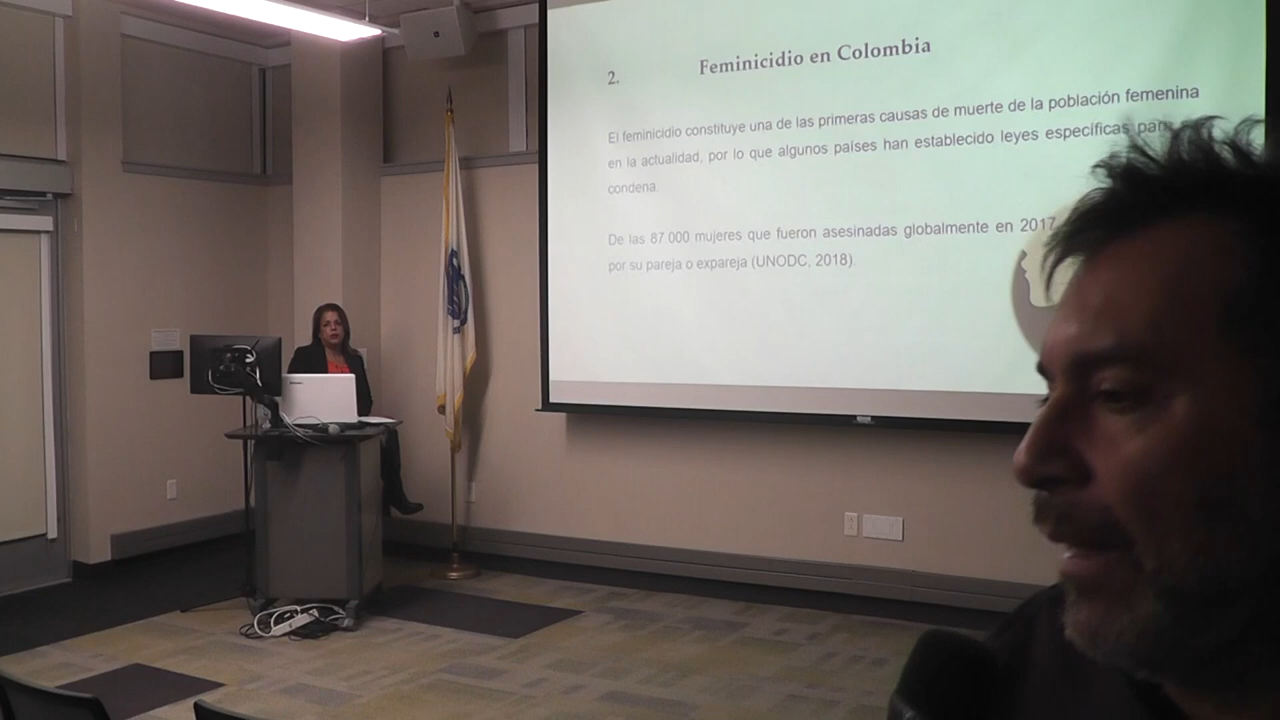 2. Feminicidio en Colombia
El feminicidio constituye una de las primeras causas de muerte de la población femenina
en la actualidad, por lo que algunos países han establecido leyes específicas para
condena.
De las 87.000 mujeres que fueron asesinadas globalmente en 2017
por su pareja o expareja (UNODC, 2018).